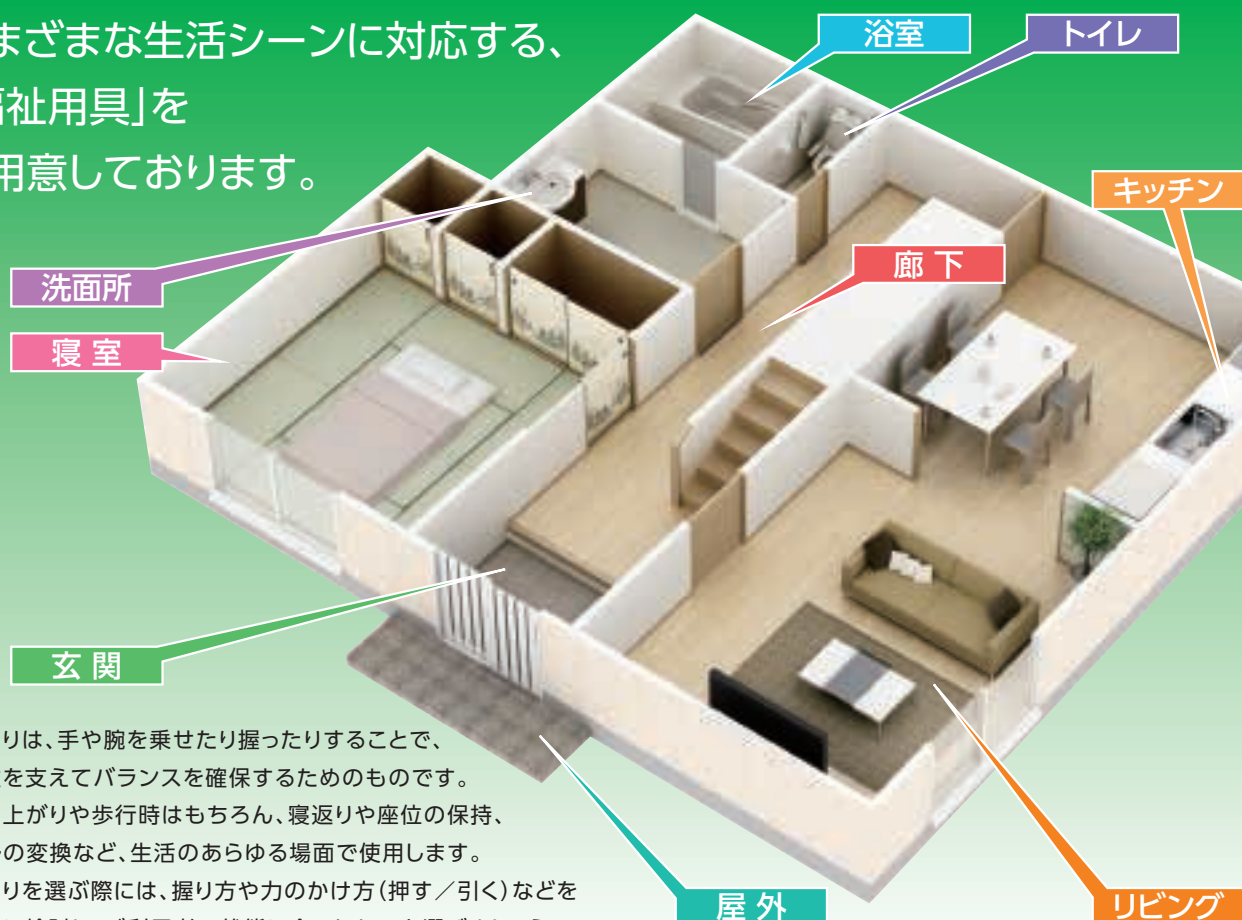 まざまな生活シーンに対応する、
祉用具」を
用意しております。
浴室
トイレ
キッチン
廊下
洗面所
寝室
玄関
りは、手や腕を乗せたり握ったりすることで、
を支えてバランスを確保するためのものです。
上がりや歩行時はもちろん、寝返りや座位の保持、
の変換など、生活のあらゆる場面で使用します。
りを選ぶ際には、握り方や力のかけ方（押す／引く）などを
屋外
リビング